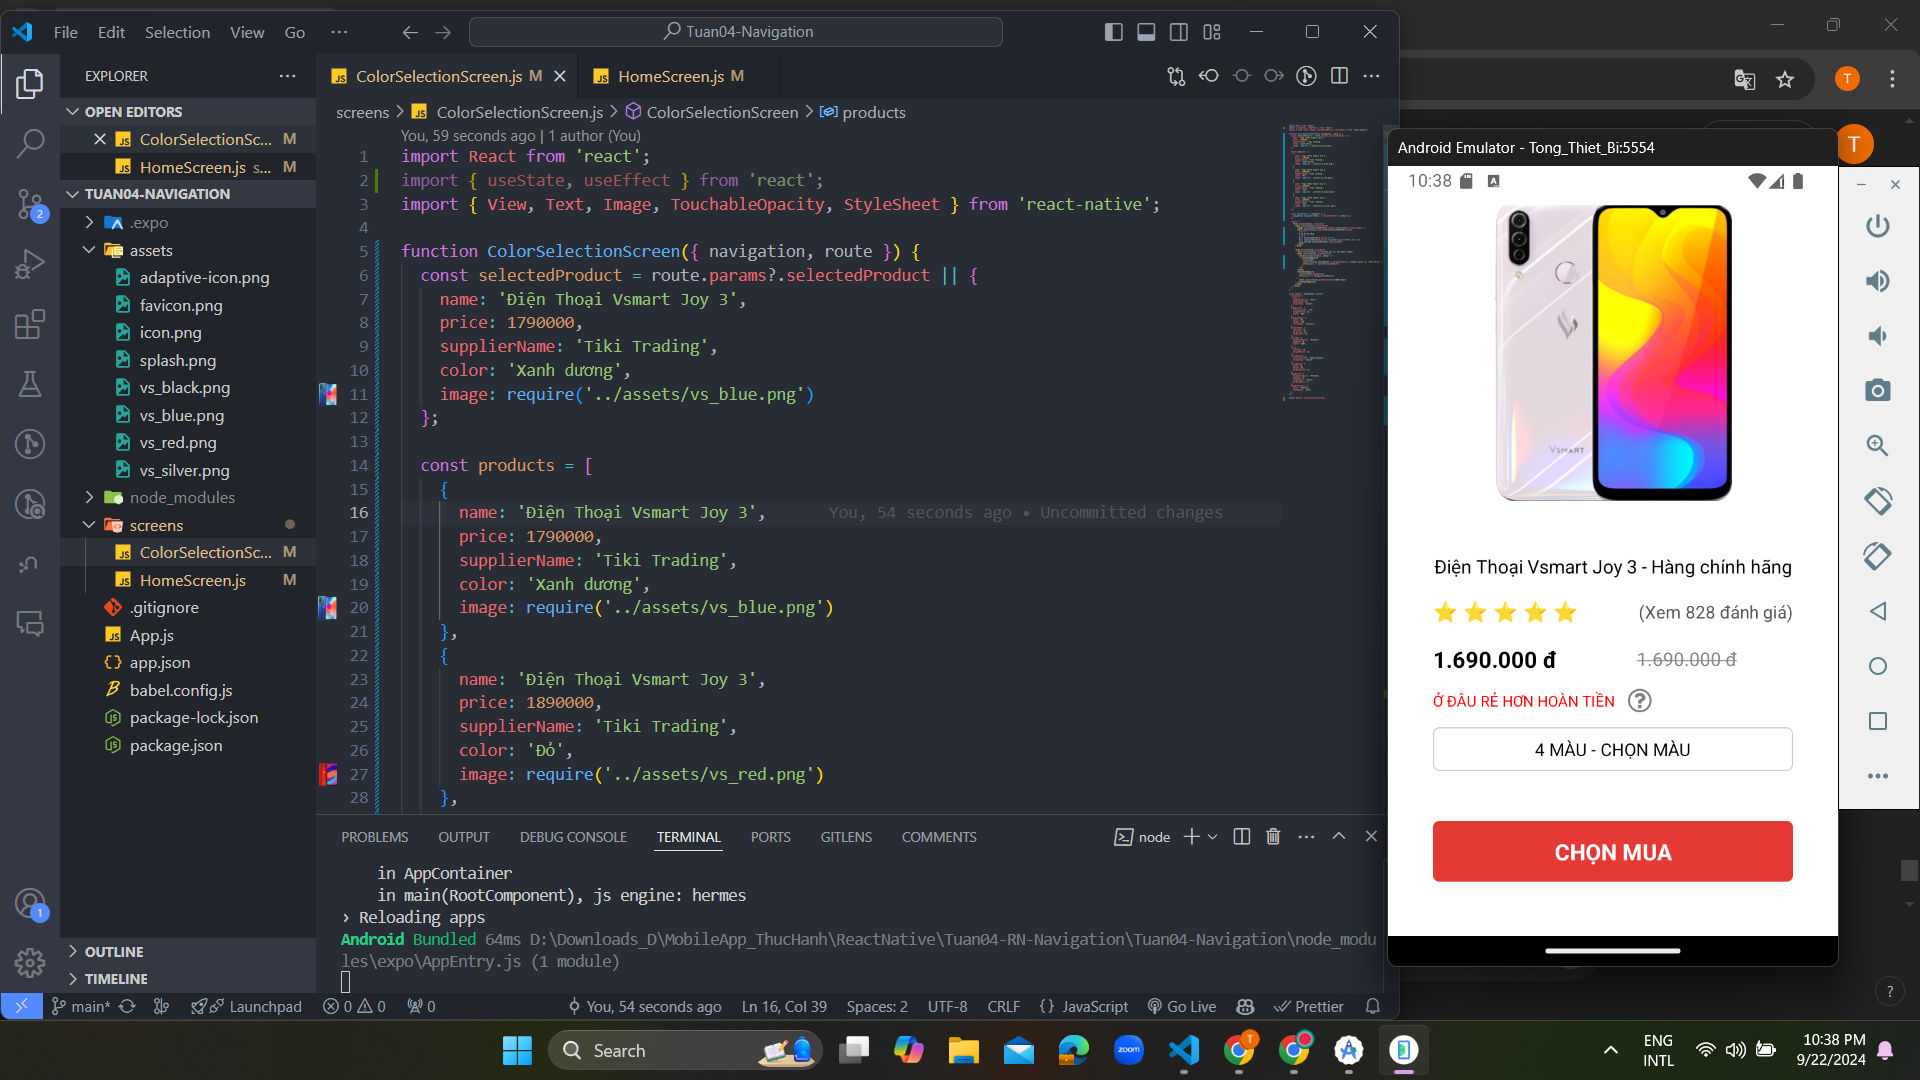 File Edit Selection View Go ···
Tuan04-Navigation
EXPLORER
OPEN EDITORS
ColorSelectionSc... M
HomeScreen.js s... M
TUAN04-NAVIGATION
.expo
assets
adaptive-icon.png
favicon.png
icon.png
splash.png
vs_black.png
vs_blue.png
vs_red.png
vs_silver.png
node_modules
screens
ColorSelectionSc... M
HomeScreen.js M
.gitignore
App.js
app.json
babel.config.js
package-lock.json
package.json
OUTLINE
TIMELINE
2
1
ColorSelectionScreen.js M
HomeScreen.js M
screens > ColorSelectionScreen.js > ColorSelectionScreen > products
You, 59 seconds ago | 1 author (You)
1 import React from 'react';
2 import { useState, useEffect } from 'react';
3 import { View, Text, Image, TouchableOpacity, StyleSheet } from 'react-native';
4
5 function ColorSelectionScreen({ navigation, route }) {
6 const selectedProduct = route.params?.selectedProduct || {
7 name: 'Điện Thoại Vsmart Joy 3',
8 price: 1790000,
9 supplierName: 'Tiki Trading',
10 color: 'Xanh dương',
11 image: require('../assets/vs_blue.png')
12 };
13
14 const products = [
15 {
16 name: 'Điện Thoại Vsmart Joy 3', You, 54 seconds ago • Uncommitted changes
17 price: 1790000,
18 supplierName: 'Tiki Trading',
19 color: 'Xanh dương',
20 image: require('../assets/vs_blue.png')
21 },
22 {
23 name: 'Điện Thoại Vsmart Joy 3',
24 price: 1890000,
25 supplierName: 'Tiki Trading',
26 color: 'Đỏ',
27 image: require('../assets/vs_red.png')
28 },
PROBLEMS OUTPUT DEBUG CONSOLE TERMINAL PORTS GITLENS COMMENTS
node
in AppContainer
in main(RootComponent), js engine: hermes
› Reloading apps
Android Bundled 64ms D:\Downloads_D\MobileApp_ThucHanh\ReactNative\Tuan04-RN-Navigation\Tuan04-Navigation\node_modu
les\expo\AppEntry.js (1 module)
main* Launchpad 0 0 0
You, 54 seconds ago Ln 16, Col 39 Spaces: 2 UTF-8 CRLF {} JavaScript Go Live Prettier
T
T
Android Emulator - Tong_Thiet_Bi:5554
10:38
VSMART
Điện Thoại Vsmart Joy 3 - Hàng chính hãng
(Xem 828 đánh giá)
1.690.000 đ 1.690.000 đ
Ở ĐÂU RẺ HƠN HOÀN TIỀN ?
4 MÀU - CHỌN MÀU
CHỌN MUA
?
Search
zoom
T
ENG
INTL
10:38 PM
9/22/2024